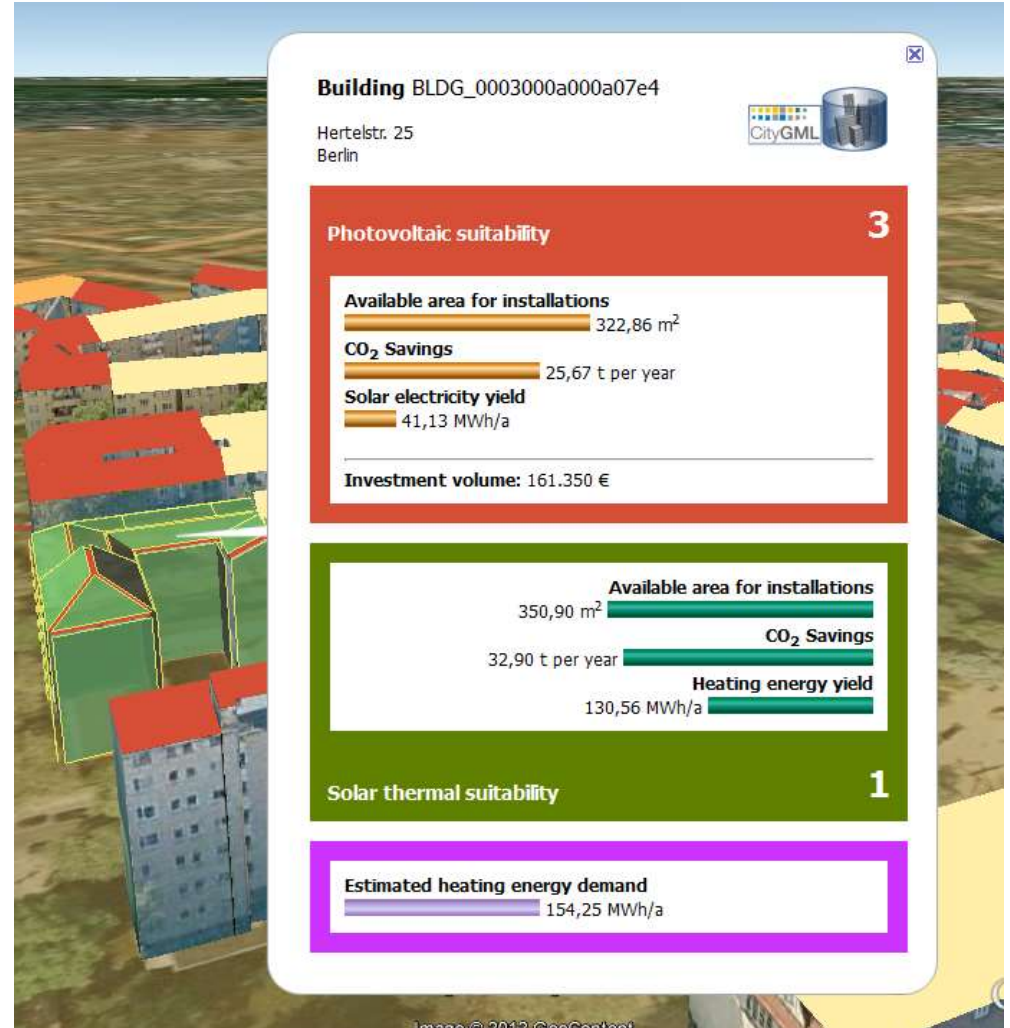 Building BLDG_0003000a000a07e4
CityGML
Hertelstr. 25
Berlin
Photovoltaic suitability 3
Available area for installations
322,86 m²
CO₂ Savings
25,67 t per year
Solar electricity yield
41,13 MWh/a
Investment volume: 161.350 €
Available area for installations
350,90 m²
CO₂ Savings
32,90 t per year
Heating energy yield
130,56 MWh/a
Solar thermal suitability 1
Estimated heating energy demand
154,25 MWh/a
Image © 2013 GeoContent